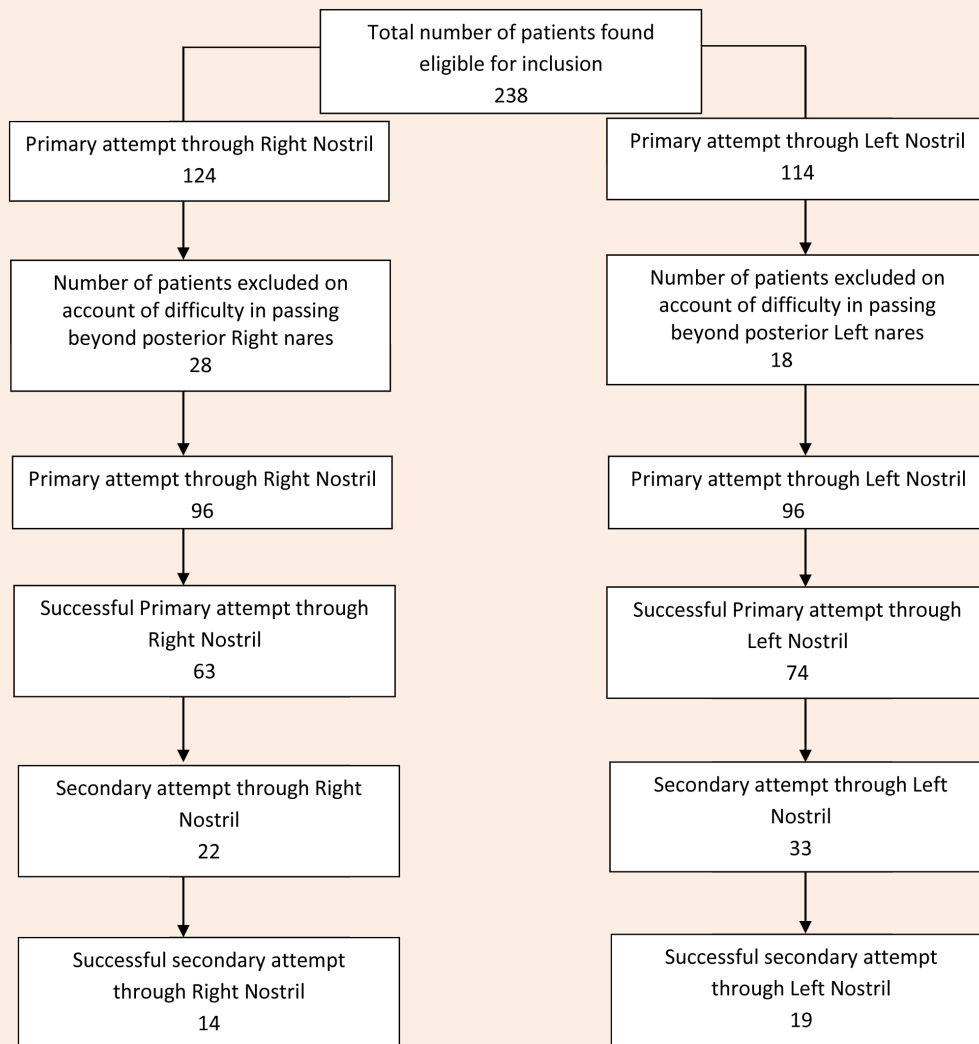 Total number of patients found
eligible for inclusion
238
Primary attempt through Right Nostril
124
Primary attempt through Left Nostril
114
Number of patients excluded on
account of difficulty in passing
beyond posterior Right nares
28
Number of patients excluded on
account of difficulty in passing
beyond posterior Left nares
18
Primary attempt through Right Nostril
96
Primary attempt through Left Nostril
96
Successful Primary attempt through
Right Nostril
63
Successful Primary attempt through
Left Nostril
74
Secondary attempt through Right
Nostril
22
Secondary attempt through Left
Nostril
33
Successful secondary attempt
through Right Nostril
14
Successful secondary attempt
through Left Nostril
19